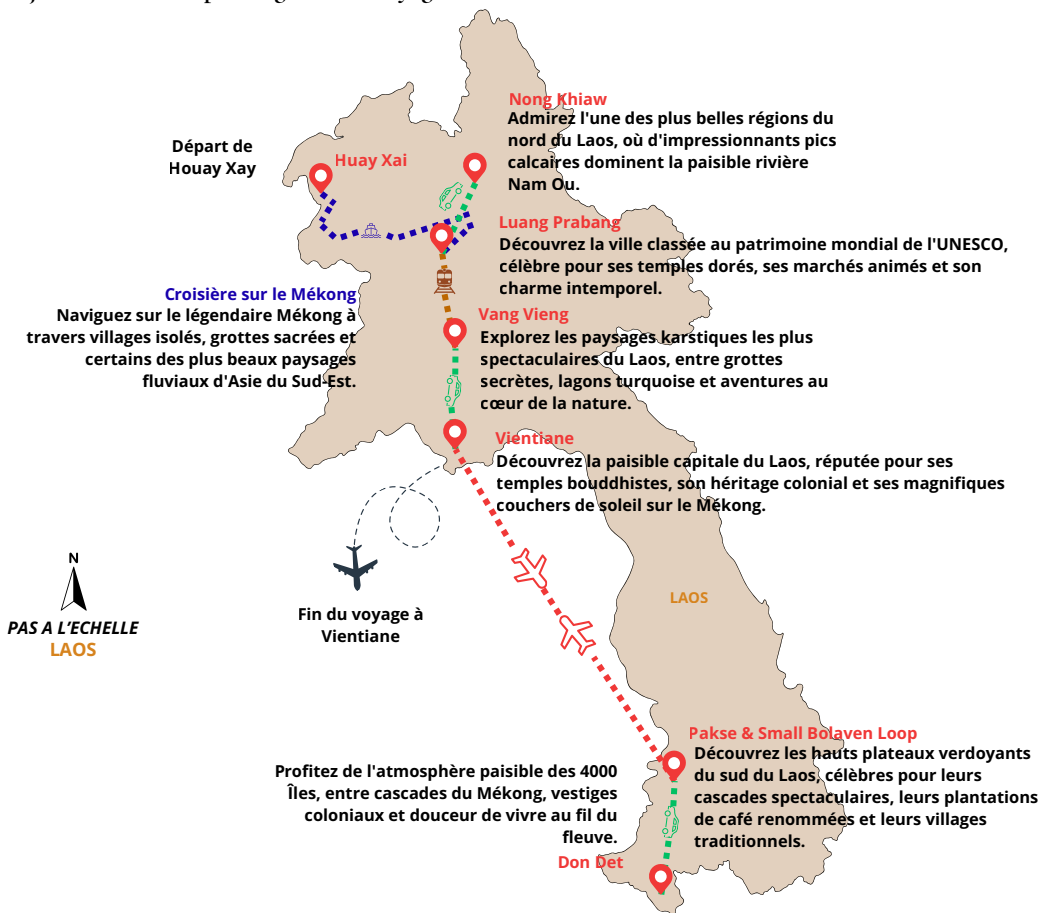 Nong Khiaw
Admirez l'une des plus belles régions du
nord du Laos, où d'impressionnants pics
calcaires dominent la paisible rivière
Nam Ou.
Départ de
Houay Xay
Huay Xai
Luang Prabang
Découvrez la ville classée au patrimoine mondial de l'UNESCO,
célèbre pour ses temples dorés, ses marchés animés et son
charme intemporel.
Croisière sur le Mékong
Naviguez sur le légendaire Mékong à
travers villages isolés, grottes sacrées et
certains des plus beaux paysages
fluviaux d'Asie du Sud-Est.
Vang Vieng
Explorez les paysages karstiques les plus
spectaculaires du Laos, entre grottes
secrètes, lagons turquoise et aventures au
cœur de la nature.
Vientiane
Découvrez la paisible capitale du Laos, réputée pour ses
temples bouddhistes, son héritage colonial et ses magnifiques
couchers de soleil sur le Mékong.
Fin du voyage à
Vientiane
N
PAS A L'ECHELLE
LAOS
LAOS
Pakse & Small Bolaven Loop
Découvrez les hauts plateaux verdoyants
du sud du Laos, célèbres pour leurs
cascades spectaculaires, leurs plantations
de café renommées et leurs villages
traditionnels.
Profitez de l'atmosphère paisible des 4000
Îles, entre cascades du Mékong, vestiges
coloniaux et douceur de vivre au fil du
fleuve.
Don Det